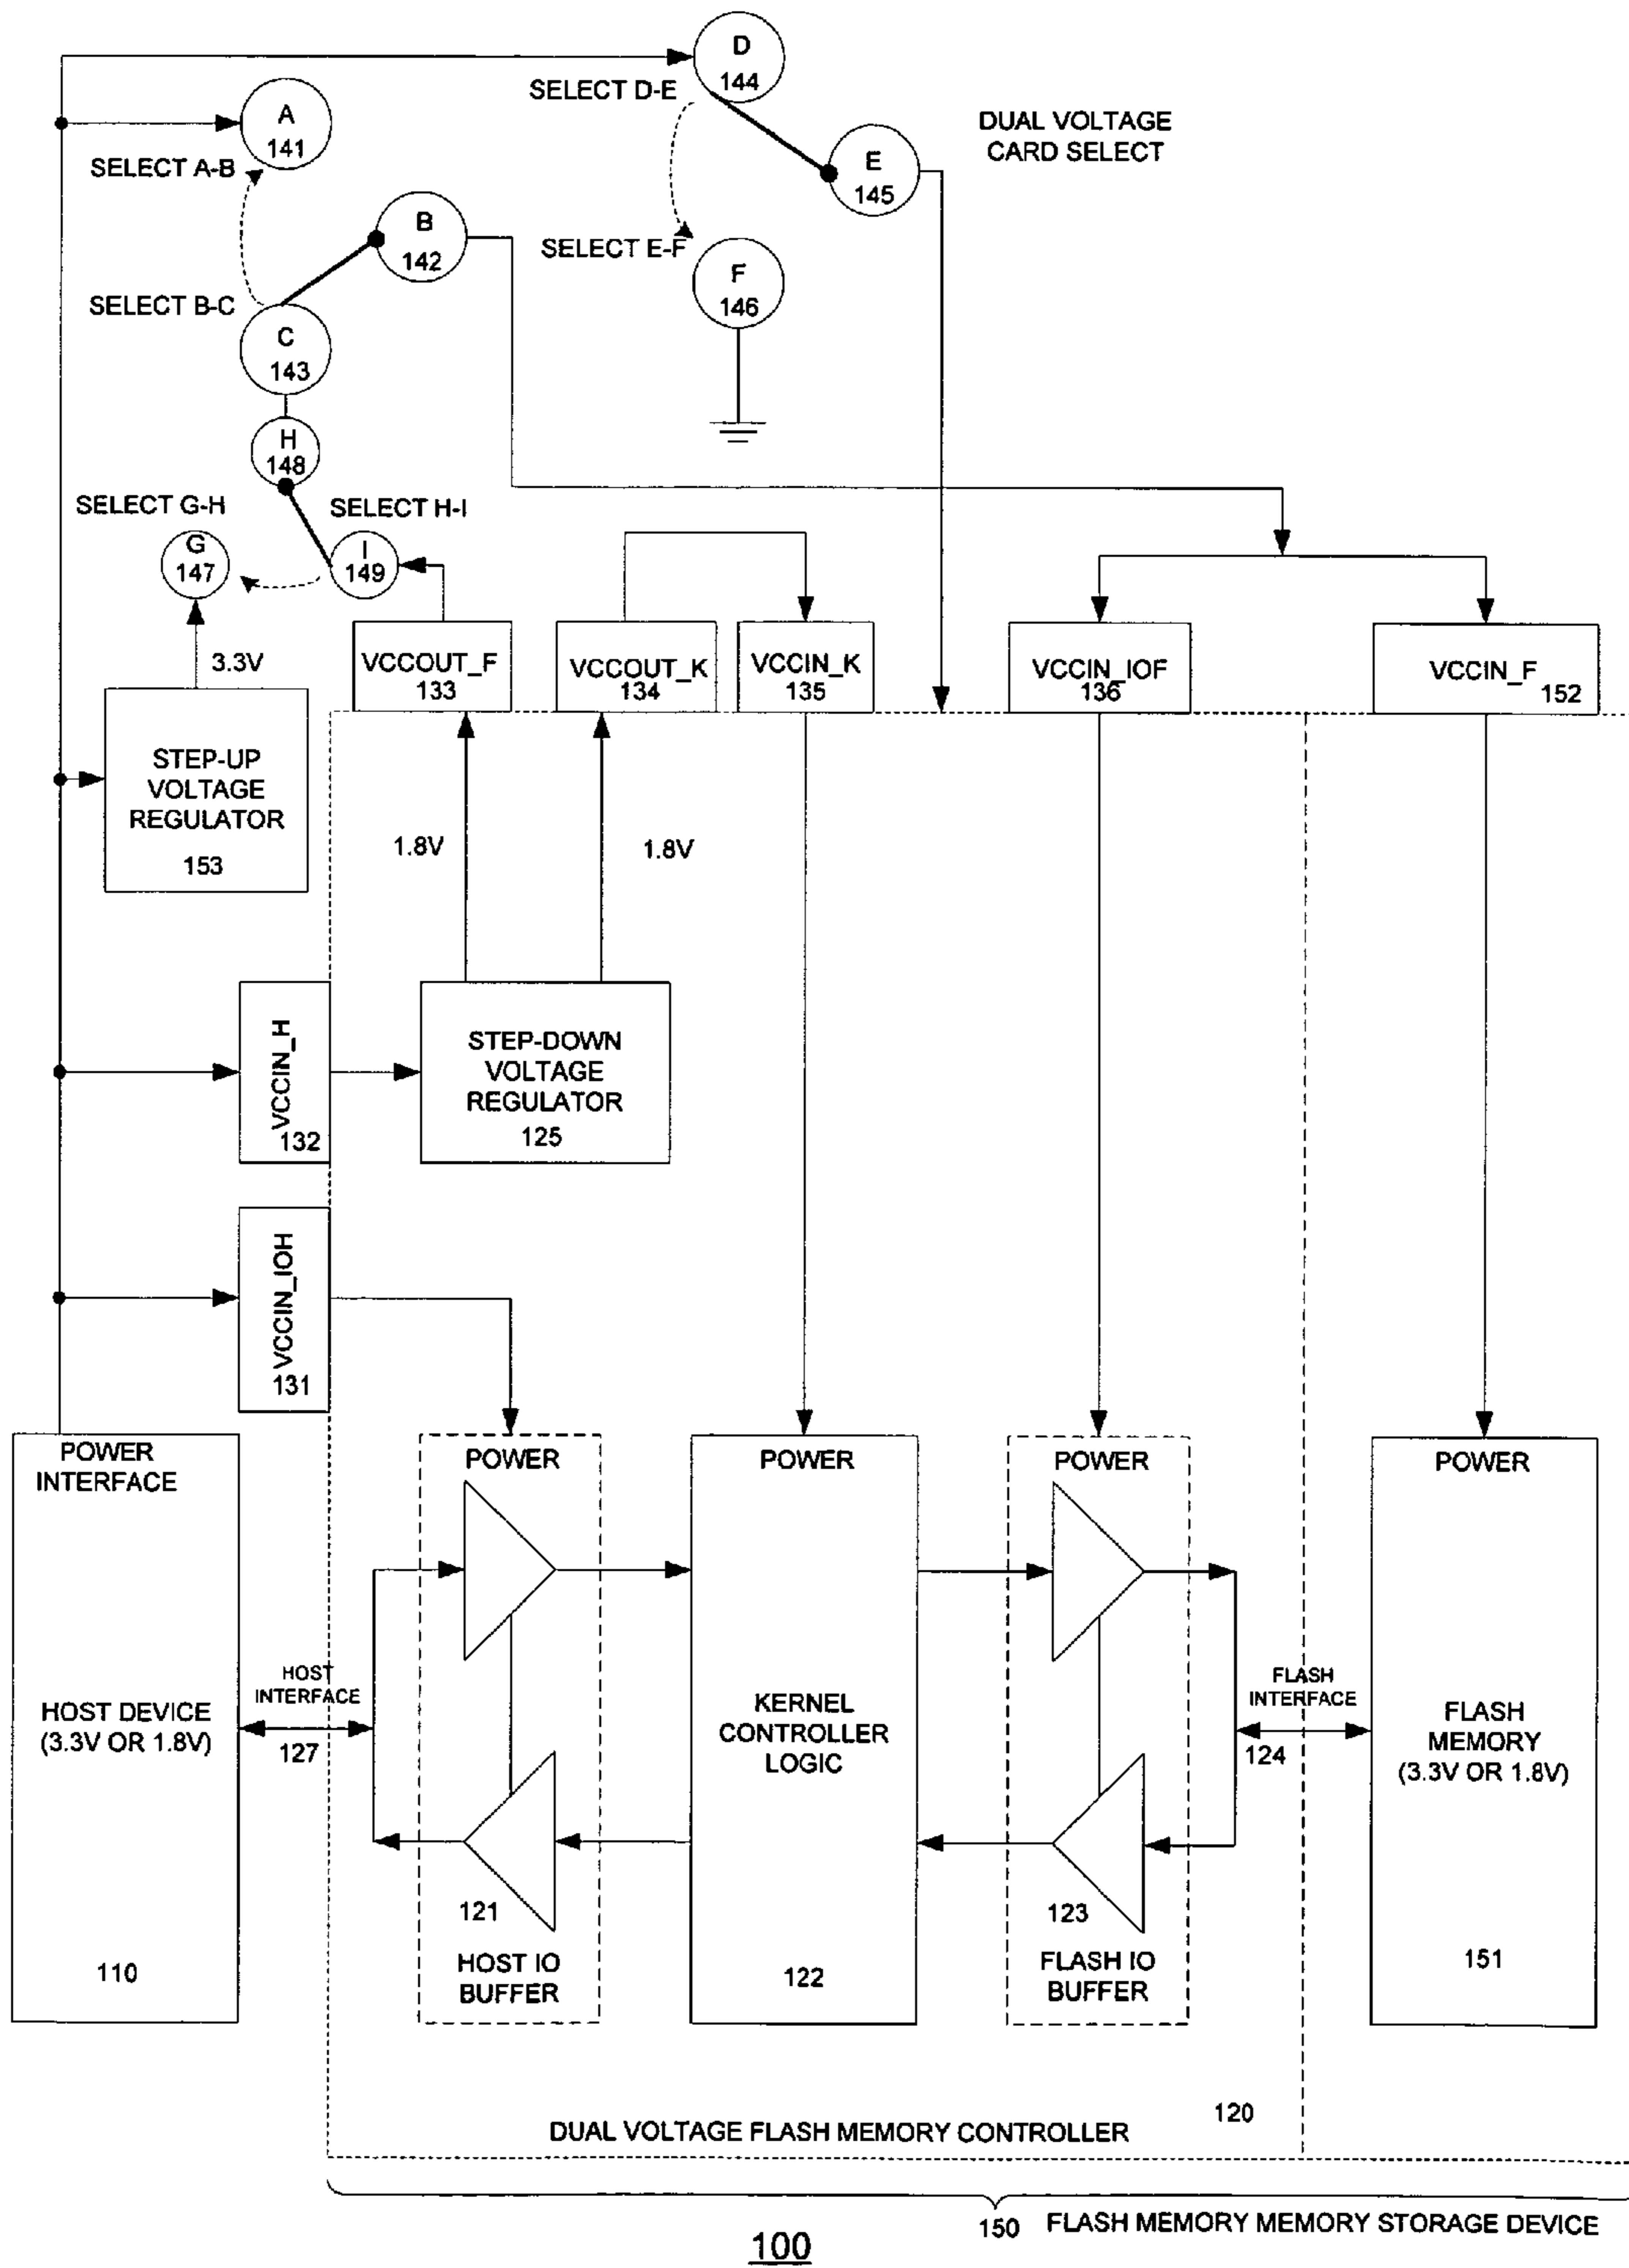 D
144
SELECT D-E
A
141
DUAL VOLTAGE
CARD SELECT
SELECT A-B
E
145
B
142
SELECT E-F
F
146
SELECT B-C
C
143
H
148
SELECT G-H
SELECT H-I
G
147
I
149
3.3V
VCCOUT_F
133
VCCOUT_K
134
VCCIN_K
135
VCCIN_IOF
136
VCCIN_F
152
STEP-UP
VOLTAGE
REGULATOR
153
1.8V
1.8V
VCCIN_H
132
STEP-DOWN
VOLTAGE
REGULATOR
125
VCCIN_IOH
131
POWER
INTERFACE
POWER
POWER
POWER
POWER
HOST
INTERFACE
127
HOST DEVICE
(3.3V OR 1.8V)
KERNEL
CONTROLLER
LOGIC
FLASH
INTERFACE
124
FLASH
MEMORY
(3.3V OR 1.8V)
121
HOST IO
BUFFER
123
FLASH IO
BUFFER
110
122
151
120
DUAL VOLTAGE FLASH MEMORY CONTROLLER
150 FLASH MEMORY MEMORY STORAGE DEVICE
100